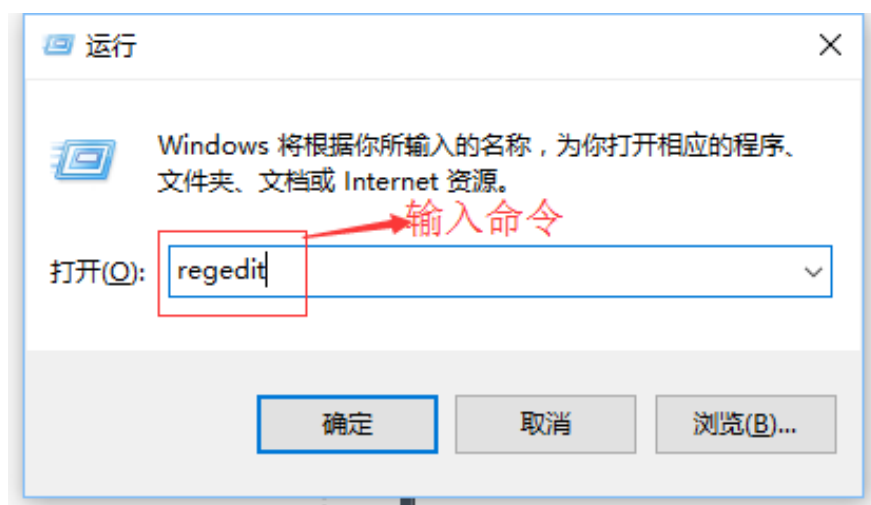 运行
Windows 将根据你所输入的名称，为你打开相应的程序、
文件夹、文档或 Internet 资源。
输入命令
打开(O): regedit
确定 取消 浏览(B)...